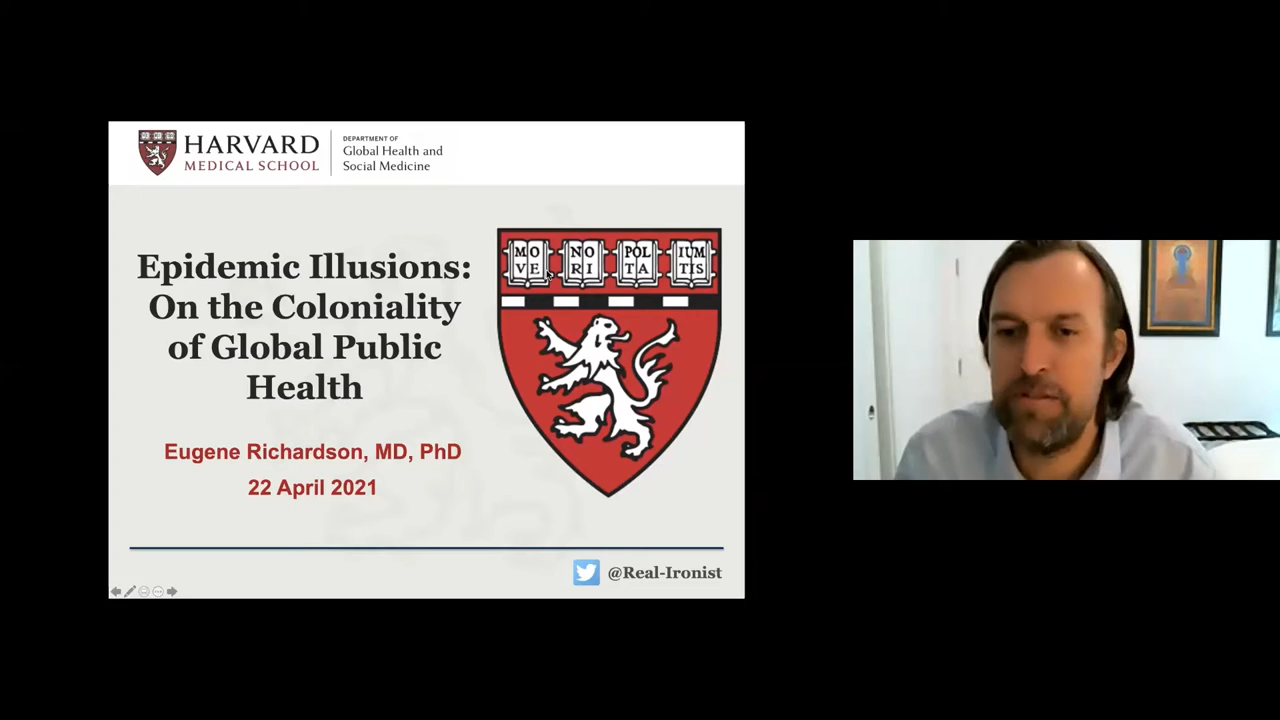 HARVARD
MEDICAL SCHOOL
DEPARTMENT OF
Global Health and
Social Medicine
Epidemic Illusions:
On the Coloniality
of Global Public
Health
Eugene Richardson, MD, PhD
22 April 2021
MO NO POL IUM
VE RI TA TIS
@Real-Ironist